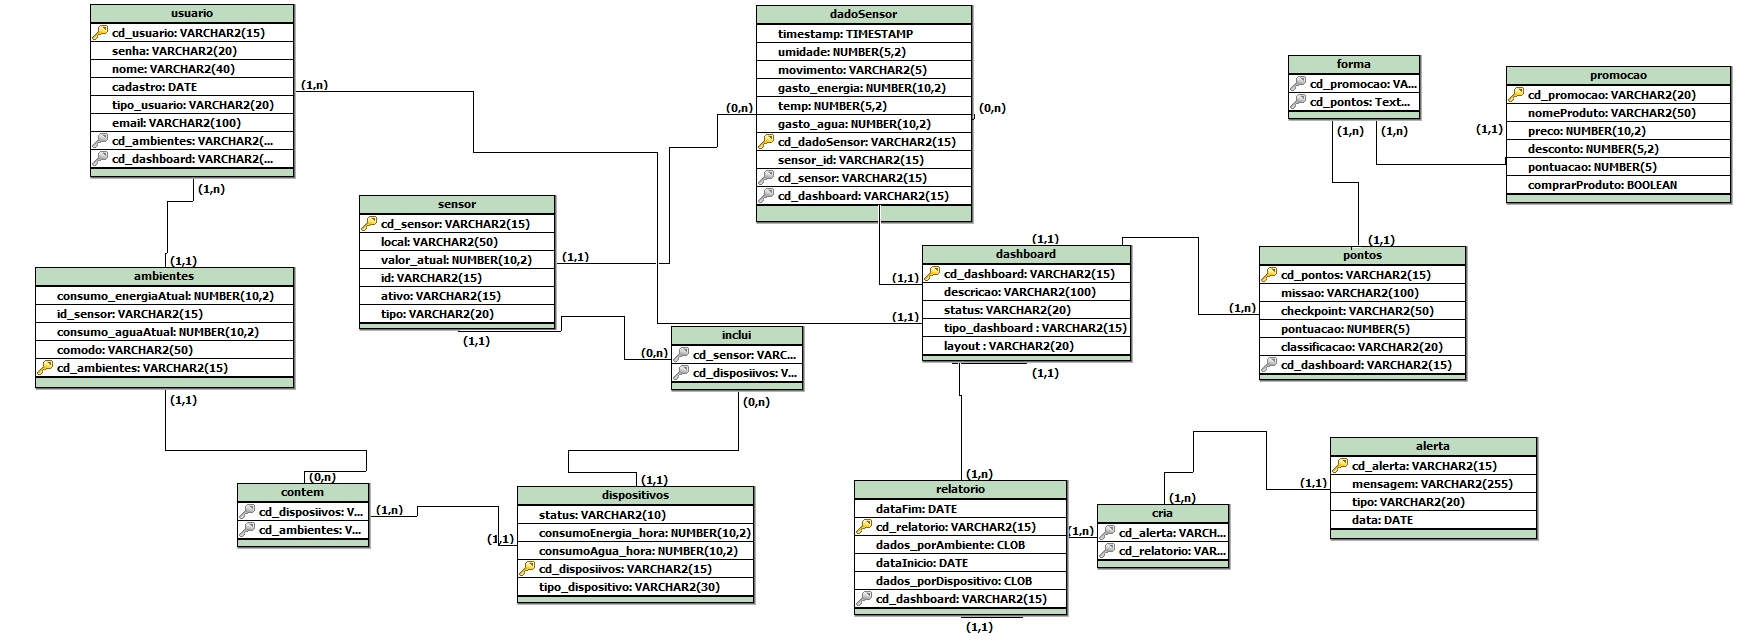 usuario
cd_usuario: VARCHAR2(15)
senha: VARCHAR2(20)
nome: VARCHAR2(40)
cadastro: DATE
tipo_usuario: VARCHAR2(20)
email: VARCHAR2(100)
cd_ambientes: VARCHAR2(...
cd_dashboard: VARCHAR2(...
(1,n)
(1,n)
(1,1)
ambientes
consumo_energiaAtual: NUMBER(10,2)
id_sensor: VARCHAR2(15)
consumo_aguaAtual: NUMBER(10,2)
comodo: VARCHAR2(50)
cd_ambientes: VARCHAR2(15)
(1,1)
(0,n)
contem
cd_disposiivos: V...
cd_ambientes: V...
(1,n)
sensor
cd_sensor: VARCHAR2(15)
local: VARCHAR2(50)
valor_atual: NUMBER(10,2)
id: VARCHAR2(15)
ativo: VARCHAR2(15)
tipo: VARCHAR2(20)
(1,1)
(1,1)
(0,n)
inclui
cd_sensor: VARC...
cd_disposiivos: V...
(0,n)
(1,1)
dispositivos
status: VARCHAR2(10)
consumoEnergia_hora: NUMBER(10,2)
consumoAgua_hora: NUMBER(10,2)
cd_disposiivos: VARCHAR2(15)
tipo_dispositivo: VARCHAR2(30)
(1,1)
dadoSensor
timestamp: TIMESTAMP
umidade: NUMBER(5,2)
movimento: VARCHAR2(5)
gasto_energia: NUMBER(10,2)
temp: NUMBER(5,2)
gasto_agua: NUMBER(10,2)
cd_dadoSensor: VARCHAR2(15)
sensor_id: VARCHAR2(15)
cd_sensor: VARCHAR2(15)
cd_dashboard: VARCHAR2(15)
(0,n)
(0,n)
(1,1)
(1,1)
(1,1)
dashboard
cd_dashboard: VARCHAR2(15)
descricao: VARCHAR2(100)
status: VARCHAR2(20)
tipo_dashboard : VARCHAR2(15)
layout : VARCHAR2(20)
(1,1)
(1,n)
relatorio
dataFim: DATE
cd_relatorio: VARCHAR2(15)
dados_porAmbiente: CLOB
dataInicio: DATE
dados_porDispositivo: CLOB
cd_dashboard: VARCHAR2(15)
(1,1)
(1,n)
(1,n)
cria
cd_alerta: VARCH...
cd_relatorio: VAR...
(1,1)
alerta
cd_alerta: VARCHAR2(15)
mensagem: VARCHAR2(255)
tipo: VARCHAR2(20)
data: DATE
forma
cd_promocao: VA...
cd_pontos: Text...
(1,n)
(1,n)
(1,1)
promocao
cd_promocao: VARCHAR2(20)
nomeProduto: VARCHAR2(50)
preco: NUMBER(10,2)
desconto: NUMBER(5,2)
pontuacao: NUMBER(5)
comprarProduto: BOOLEAN
(1,1)
(1,n)
pontos
cd_pontos: VARCHAR2(15)
missao: VARCHAR2(100)
checkpoint: VARCHAR2(50)
pontuacao: NUMBER(5)
classificacao: VARCHAR2(20)
cd_dashboard: VARCHAR2(15)